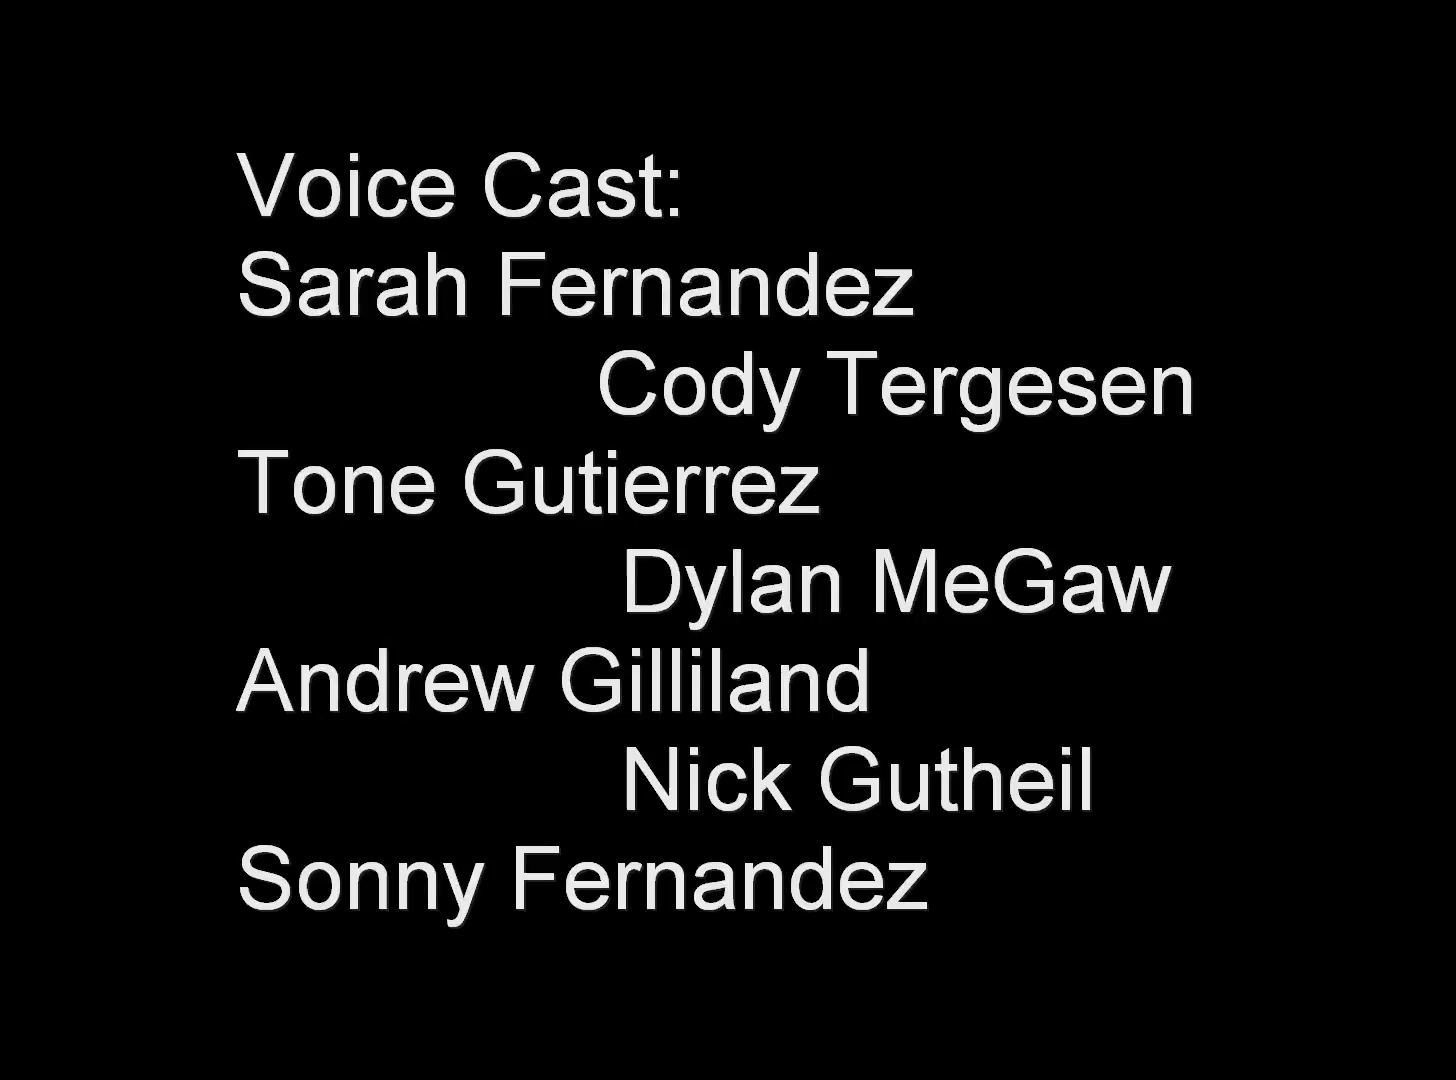 Voice Cast:
Sarah Fernandez
Cody Tergesen
Tone Gutierrez
Dylan MeGaw
Andrew Gilliland
Nick Gutheil
Sonny Fernandez